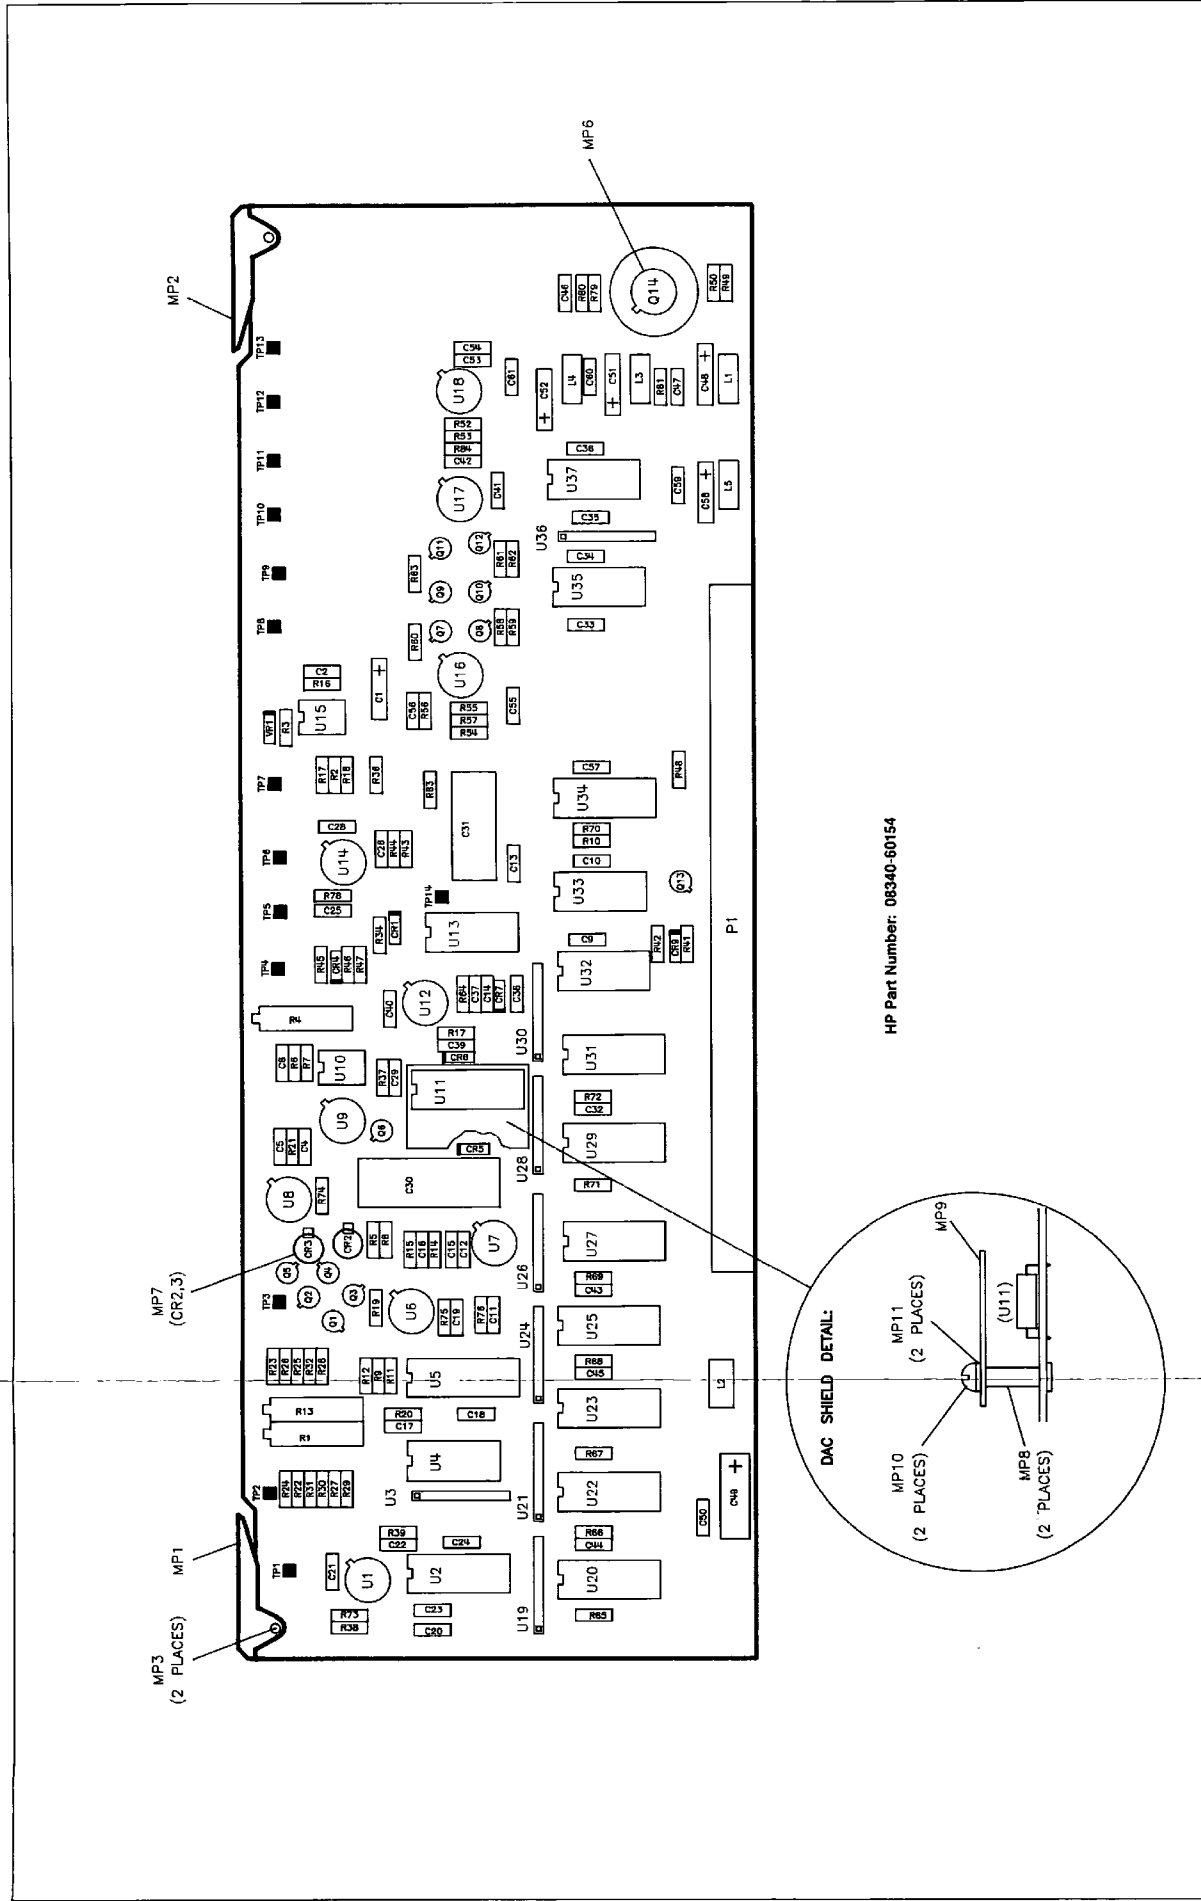 MP3
(2 PLACES)
MP1
MP7
(CR2,3)
MP2
MP6
TP1
TP2
TP3
TP4
TP5
TP6
TP7
TP8
TP9
TP10
TP11
TP12
TP13
R73
R38
C21
U1
R24
R22
R31
R30
R27
R29
R1
R13
R23
R26
R25
R32
R28
R12
R9
R11
Q1
Q2
Q3
Q4
Q5
CR3
CR2
R19
R5
R8
U8
R74
C5
R21
C4
U9
Q6
C6
R6
R7
U10
R37
C29
R4
C40
R45
CR4
R46
R47
R34
CR1
R78
C25
U14
C28
C26
R44
R43
R17
R2
R18
R36
VR1
R3
U15
C2
R16
C1
C23
C20
U2
R39
C22
C24
U3
U4
R20
C17
C18
U5
U6
R75
C19
R76
C11
R15
C16
R14
C15
C12
U7
C30
CR5
U11
R17
C39
CR6
U12
R64
C37
C14
CR7
C38
U13
TP14
C13
C31
R83
C56
R56
R55
R57
R54
C55
U16
R60
Q7
Q8
R58
R59
Q9
Q10
R63
Q11
Q12
R61
R62
U17
C41
R52
R53
R84
C42
U18
C54
C53
C61
U19
U21
U24
U26
U28
U30
R65
U20
R66
C44
U22
R67
U23
R68
C45
U25
R69
C43
U27
R71
U29
R72
C32
U31
U32
C9
U33
C10
R70
R10
U34
C57
C33
U35
C34
U36
C35
U37
C36
C52
L4
C60
C51
L3
R81
C47
C48
L1
C46
R80
R79
Q14
R50
R49
C50
C49
L2
R42
CR9
R41
Q13
R48
C59
C58
L5
P1
DAC SHIELD DETAIL:
MP10
(2 PLACES)
MP11
(2 PLACES)
MP9
MP8
(2 PLACES)
(U11)
HP Part Number: 08340-60154